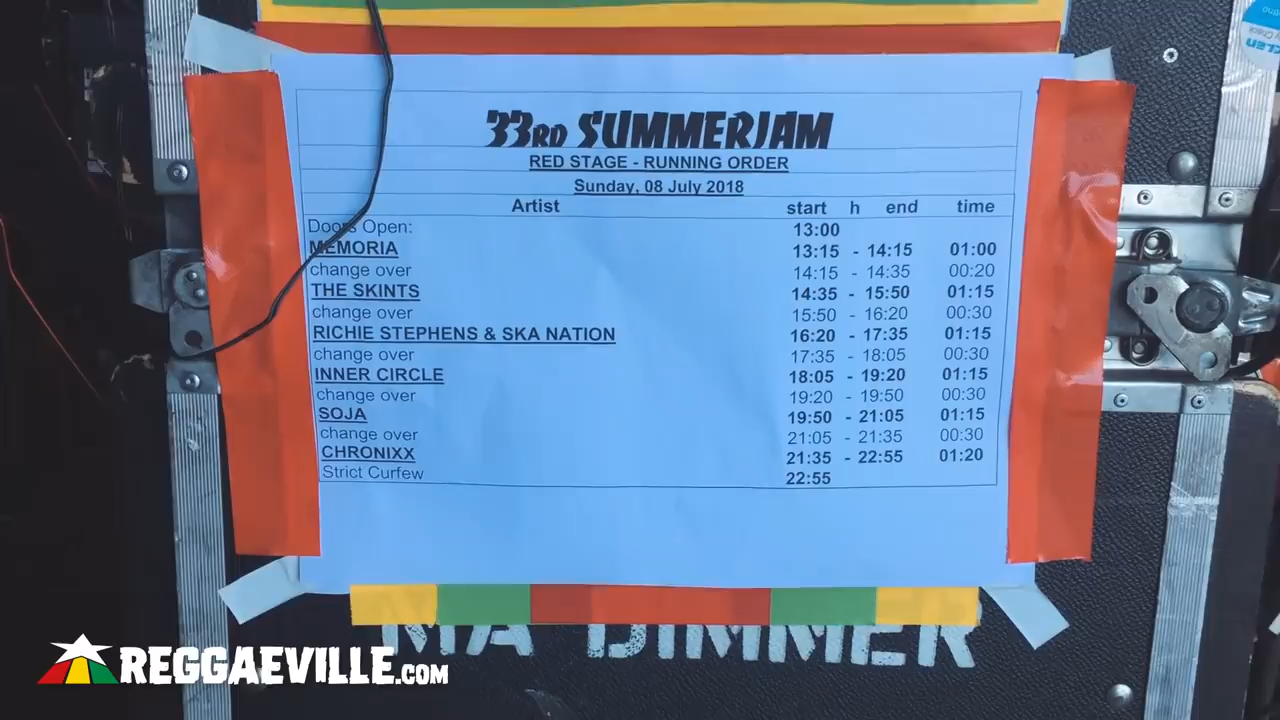 33RD SUMMERJAM
RED STAGE - RUNNING ORDER
Sunday, 08 July 2018
Artist start h end time
Doors Open: 13:00
MEMORIA 13:15 - 14:15 01:00
change over 14:15 - 14:35 00:20
THE SKINTS 14:35 - 15:50 01:15
change over 15:50 - 16:20 00:30
RICHIE STEPHENS & SKA NATION 16:20 - 17:35 01:15
change over 17:35 - 18:05 00:30
INNER CIRCLE 18:05 - 19:20 01:15
change over 19:20 - 19:50 00:30
SOJA 19:50 - 21:05 01:15
change over 21:05 - 21:35 00:30
CHRONIXX 21:35 - 22:55 01:20
Strict Curfew 22:55
MA DIMMER
REGGAEVILLE.COM